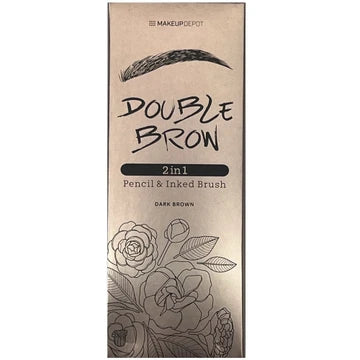 MAKEUPDEPOT
DOUBLE
BROW
2in1
Pencil & Inked Brush
DARK BROWN